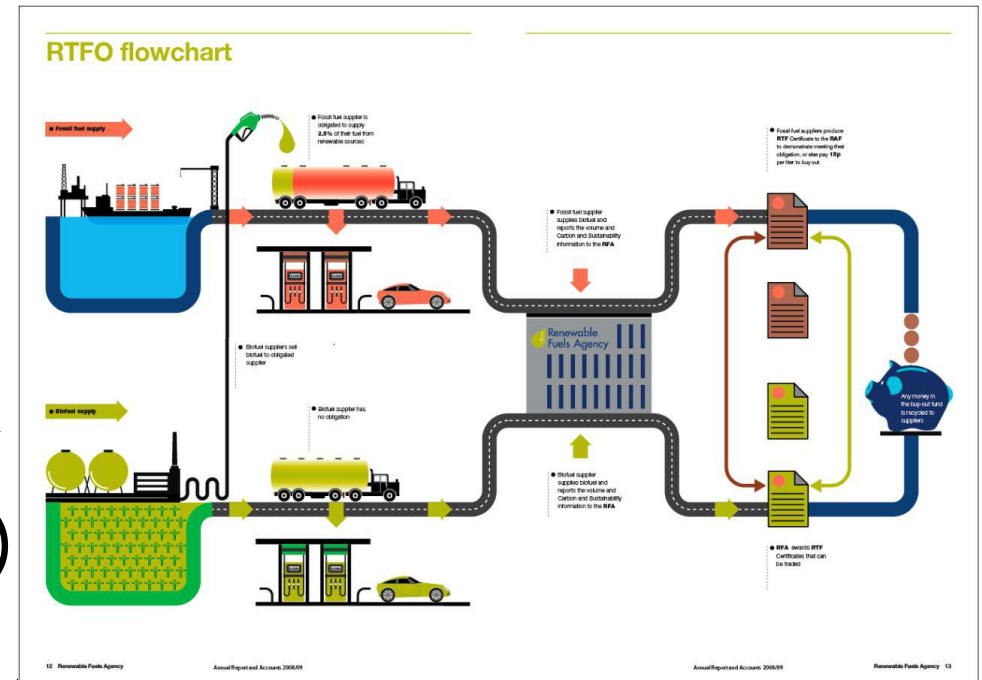 RTFO flowchart
Fossil fuel supply
Fossil fuel supplier is
obligated to supply
2.5% of their fuel from
renewable sources
Fossil fuel suppliers produce
RTF Certificate to the RAF
to demonstrate meeting their
obligation, or else pay 15p
per liter to buy out
Fossil fuel supplier
supplies biofuel and
reports the volume and
Carbon and Sustainability
information to the RFA
Renewable
Fuels Agency
Biofuel suppliers sell
biofuel to obligated
supplier
Any money in
the buy-out fund
is recycled to
suppliers
Biofuel supply
Biofuel supplier has
no obligation
Biofuel supplier
supplies biofuel and
reports the volume and
Carbon and Sustainability
information to the RFA
RFA awards RTF
Certificates that can
be traded
12 Renewable Fuels Agency
Annual Report and Accounts 2008/09
Annual Report and Accounts 2008/09
Renewable Fuels Agency 13